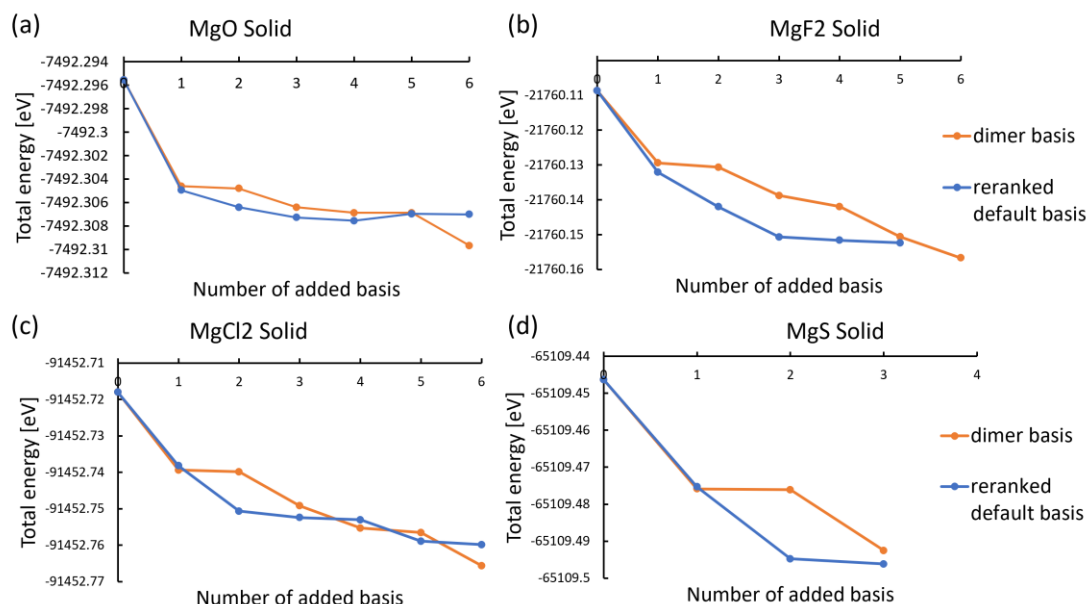 (a)
MgO Solid
-7492.294
-7492.296
-7492.298
-7492.3
-7492.302
-7492.304
-7492.306
-7492.308
-7492.31
-7492.312
0 1 2 3 4 5 6
Total energy [eV]
Number of added basis
(b)
MgF2 Solid
0 1 2 3 4 5 6
-21760.11
-21760.12
-21760.13
-21760.14
-21760.15
-21760.16
Total energy [eV]
Number of added basis
dimer basis
reranked
default basis
(c)
MgCl2 Solid
-91452.71
-91452.72
-91452.73
-91452.74
-91452.75
-91452.76
-91452.77
0 1 2 3 4 5 6
Total energy [eV]
Number of added basis
(d)
MgS Solid
-65109.44
-65109.45
-65109.46
-65109.47
-65109.48
-65109.49
-65109.5
0 1 2 3 4
Total energy [eV]
Number of added basis
dimer basis
reranked
default basis